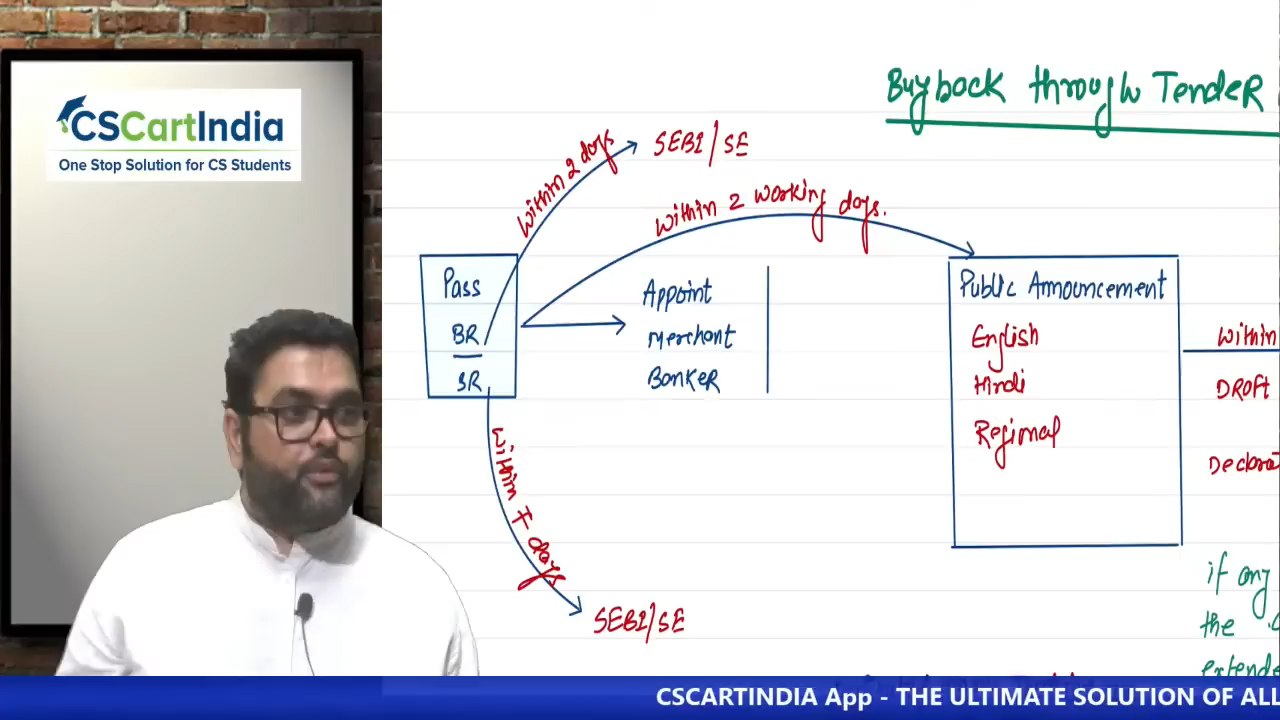 CSCartIndia
One Stop Solution for CS Students
Buyback through TendeR
SEBI/SE
Within 2 days
Within 2 working days.
Pass
BR
SR
Appoint
Merchant
BankeR
Public Announcement
English
Hindi
Regional
Within
DRaft
Declarat
Within 7 days
SEBI/SE
if any
the
extende
CSCARTINDIA App - THE ULTIMATE SOLUTION OF ALL